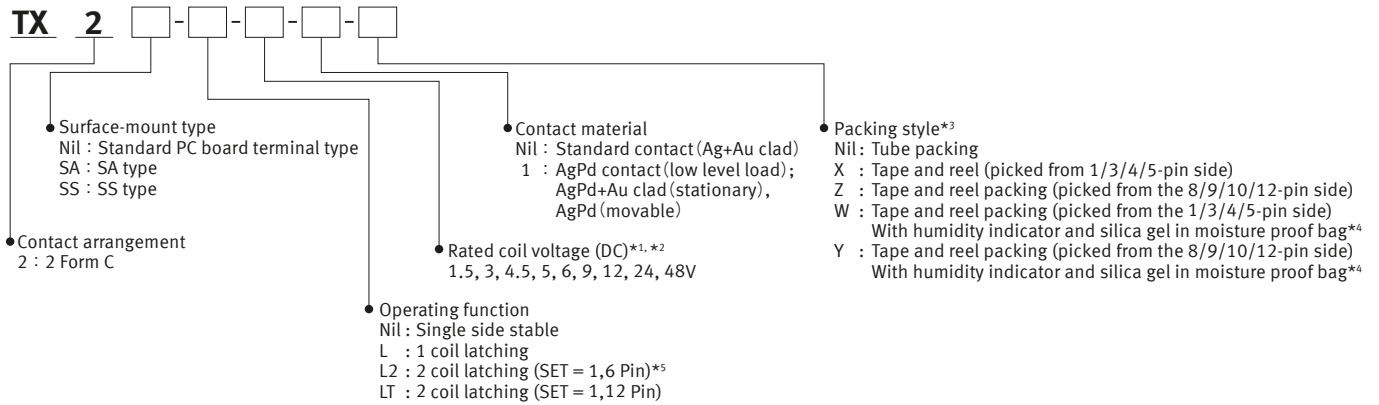 TX 2 - - - -
Surface-mount type
Nil : Standard PC board terminal type
SA : SA type
SS : SS type
Contact arrangement
2 : 2 Form C
Contact material
Nil : Standard contact (Ag+Au clad)
1 : AgPd contact (low level load);
AgPd+Au clad (stationary),
AgPd (movable)
Rated coil voltage (DC)*1, *2
1.5, 3, 4.5, 5, 6, 9, 12, 24, 48V
Operating function
Nil : Single side stable
L : 1 coil latching
L2 : 2 coil latching (SET = 1,6 Pin)*5
LT : 2 coil latching (SET = 1,12 Pin)
Packing style*3
Nil : Tube packing
X : Tape and reel (picked from 1/3/4/5-pin side)
Z : Tape and reel packing (picked from the 8/9/10/12-pin side)
W : Tape and reel packing (picked from the 1/3/4/5-pin side)
With humidity indicator and silica gel in moisture proof bag*4
Y : Tape and reel packing (picked from the 8/9/10/12-pin side)
With humidity indicator and silica gel in moisture proof bag*4